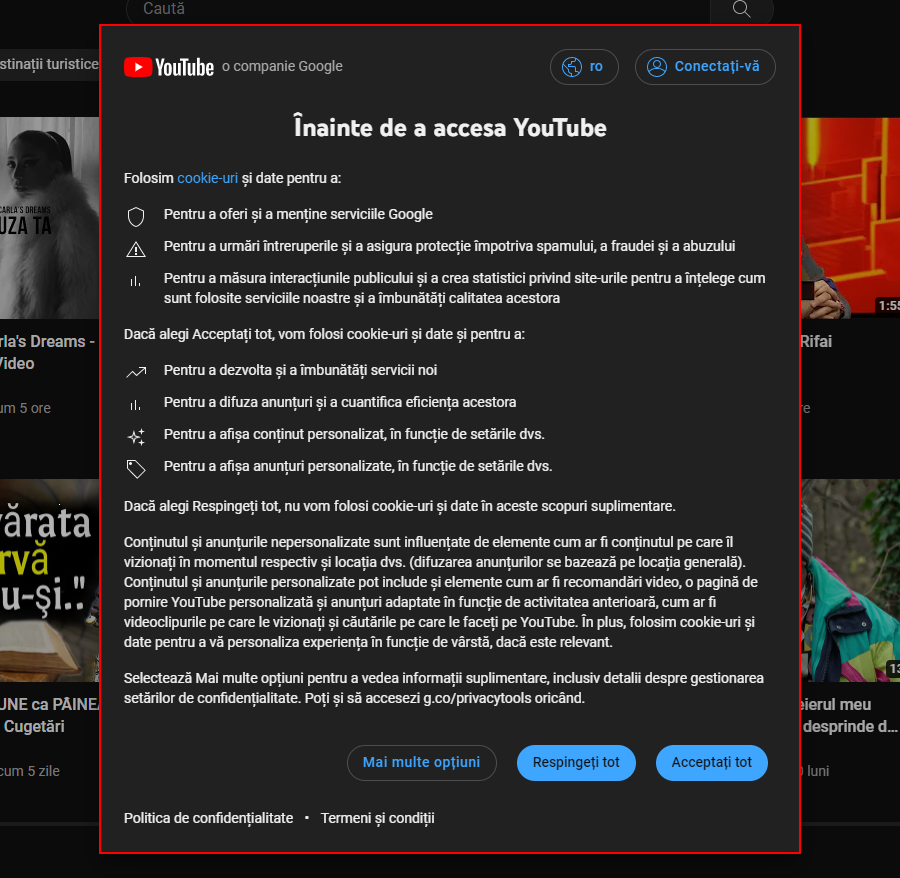 Caută
stinații turistice
YouTube o companie Google
ro
Conectați-vă
Înainte de a accesa YouTube
Folosim cookie-uri și date pentru a:
Pentru a oferi și a menține serviciile Google
Pentru a urmări întreruperile și a asigura protecție împotriva spamului, a fraudei și a abuzului
Pentru a măsura interacțiunile publicului și a crea statistici privind site-urile pentru a înțelege cum
sunt folosite serviciile noastre și a îmbunătăți calitatea acestora
Dacă alegi Acceptați tot, vom folosi cookie-uri și date și pentru a:
Pentru a dezvolta și a îmbunătăți servicii noi
Pentru a difuza anunțuri și a cuantifica eficiența acestora
Pentru a afișa conținut personalizat, în funcție de setările dvs.
Pentru a afișa anunțuri personalizate, în funcție de setările dvs.
Dacă alegi Respingeți tot, nu vom folosi cookie-uri și date în aceste scopuri suplimentare.
Conținutul și anunțurile nepersonalizate sunt influențate de elemente cum ar fi conținutul pe care îl
vizionați în momentul respectiv și locația dvs. (difuzarea anunțurilor se bazează pe locația generală).
Conținutul și anunțurile personalizate pot include și elemente cum ar fi recomandări video, o pagină de
pornire YouTube personalizată și anunțuri adaptate în funcție de activitatea anterioară, cum ar fi
videoclipurile pe care le vizionați și căutările pe care le faceți pe YouTube. În plus, folosim cookie-uri și
date pentru a vă personaliza experiența în funcție de vârstă, dacă este relevant.
Selectează Mai multe opțiuni pentru a vedea informații suplimentare, inclusiv detalii despre gestionarea
setărilor de confidențialitate. Poți și să accesezi g.co/privacytools oricând.
Mai multe opțiuni
Respingeți tot
Acceptați tot
Politica de confidențialitate • Termeni și condiții
CARLA'S DREAMS
UZA TA
rla's Dreams -
Video
um 5 ore
1:55
Rifai
re
vărata
rvă
u-și."
UNE ca PÂINEA
Cugetări
cum 5 zile
13
eierul meu
desprinde d...
0 luni